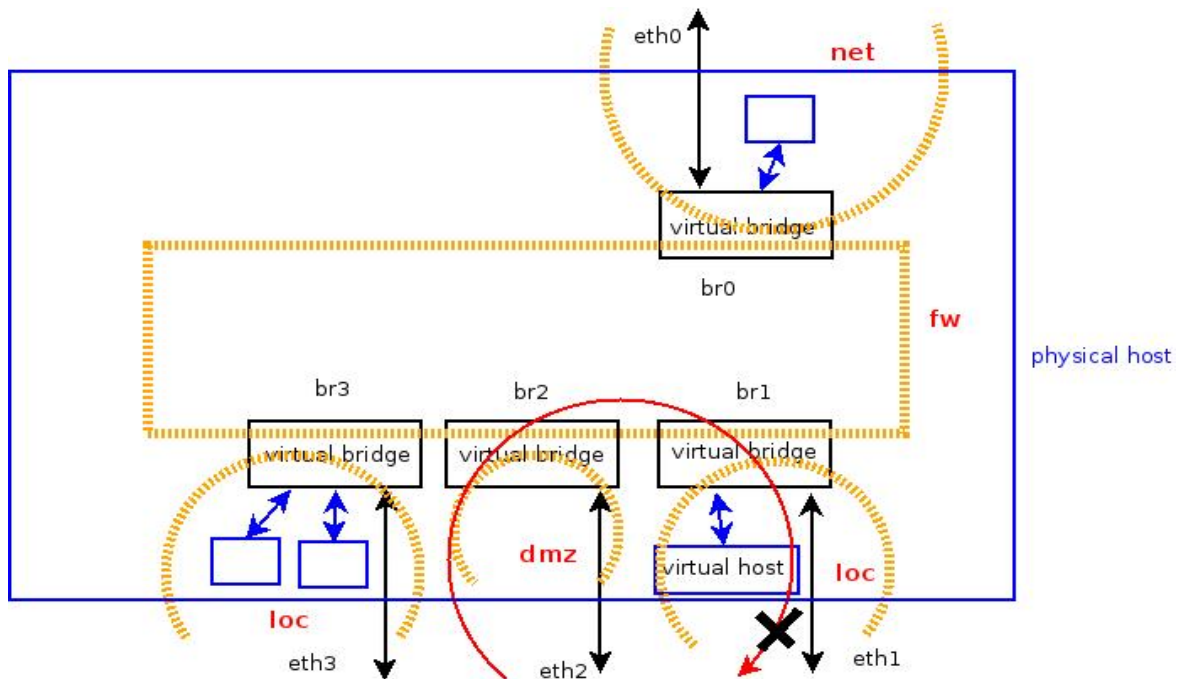 eth0
net
virtual bridge
br0
fw
physical host
br3
br2
br1
virtual bridge
virtual bridge
virtual bridge
dmz
virtual host
loc
loc
eth3
eth2
eth1